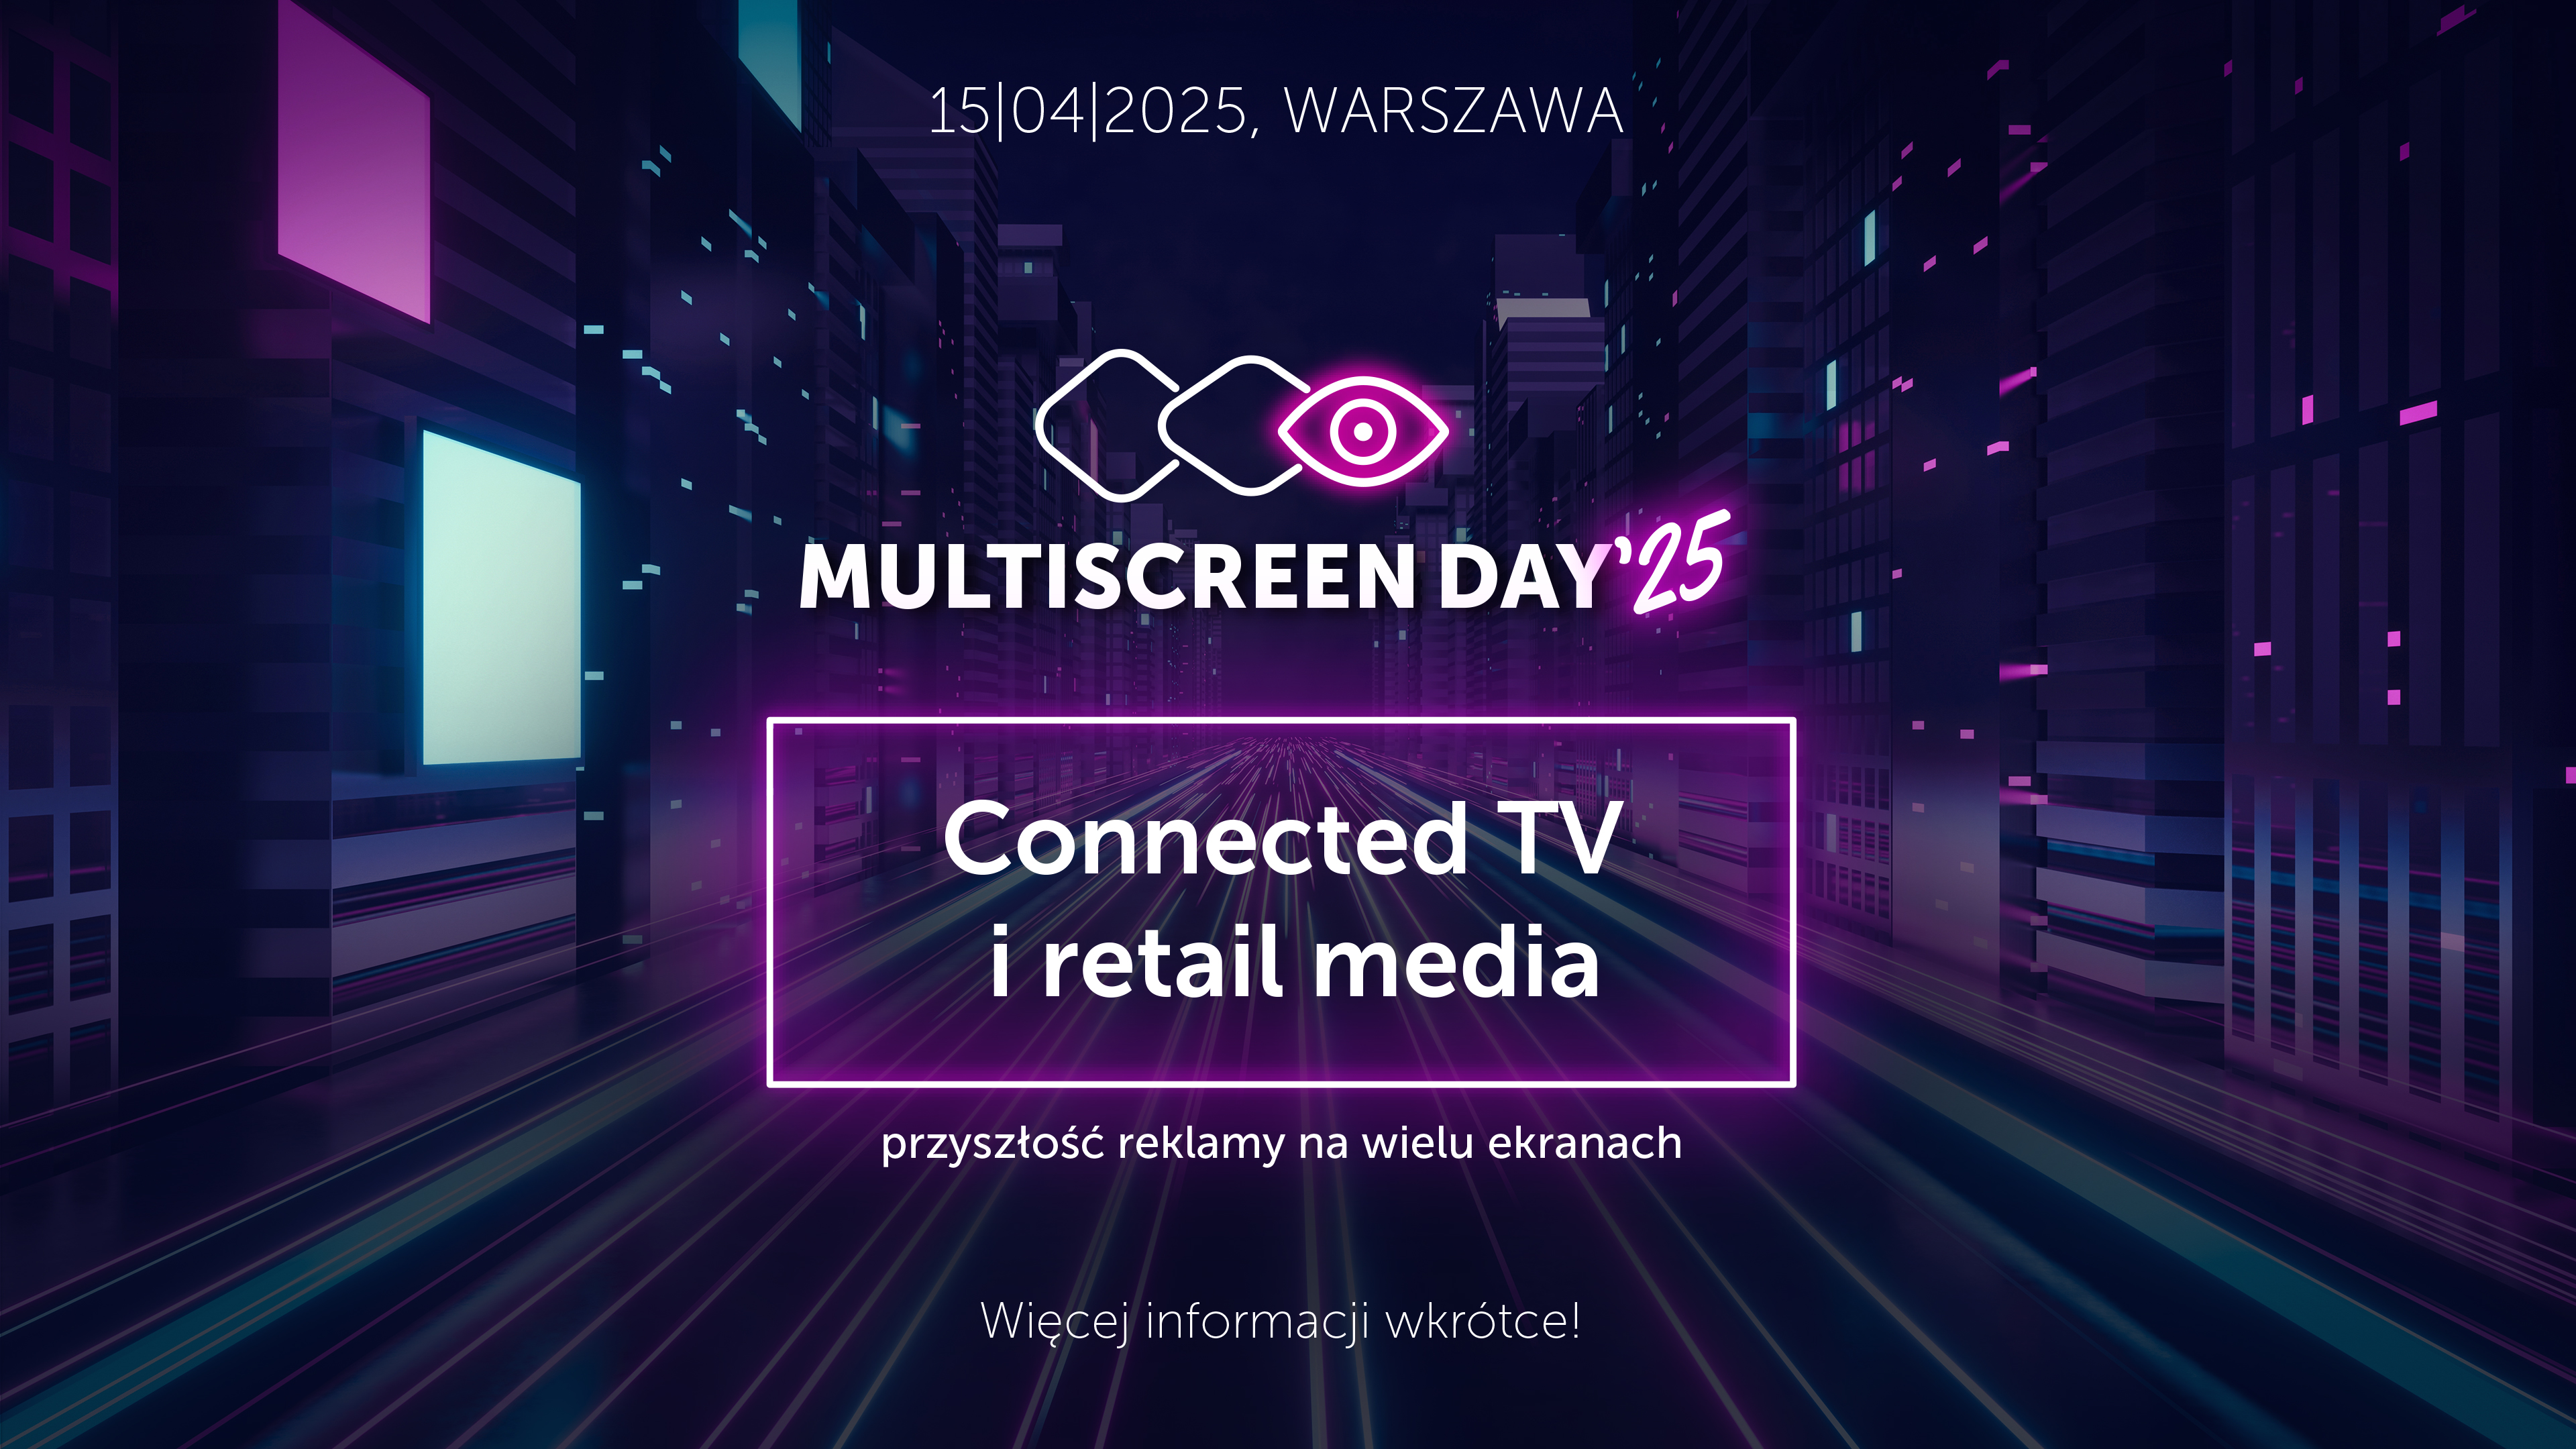 15|04|2025, WARSZAWA
MULTISCREEN DAY'25
Connected TV
i retail media
przyszłość reklamy na wielu ekranach
Więcej informacji wkrótce!